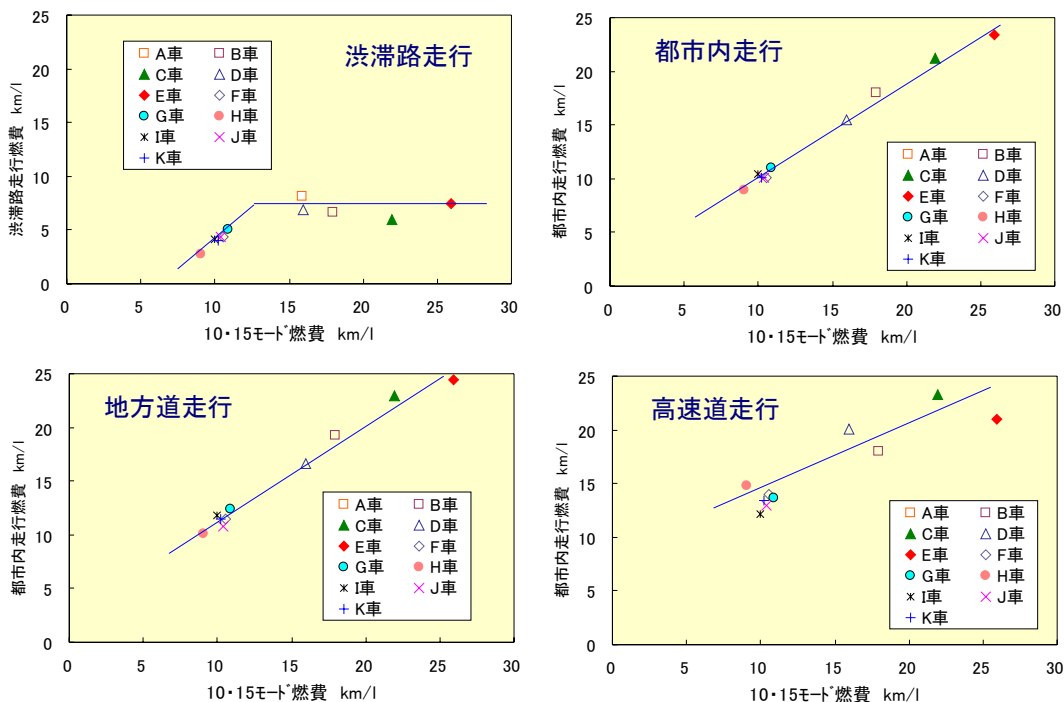 渋滞路走行
25
20
15
10
5
0
0 5 10 15 20 25 30
渋滞路走行燃費 km/l
10・15ﾓｰﾄﾞ燃費 km/l
A車 B車
C車 D車
E車 F車
G車 H車
I車 J車
K車
都市内走行
25
20
15
10
5
0
0 5 10 15 20 25 30
都市内走行燃費 km/l
10・15ﾓｰﾄﾞ燃費 km/l
A車 B車
C車 D車
E車 F車
G車 H車
I車 J車
K車
地方道走行
25
20
15
10
5
0
0 5 10 15 20 25 30
都市内走行燃費 km/l
10・15ﾓｰﾄﾞ燃費 km/l
A車 B車
C車 D車
E車 F車
G車 H車
I車 J車
K車
高速道走行
25
20
15
10
5
0
0 5 10 15 20 25 30
都市内走行燃費 km/l
10・15ﾓｰﾄﾞ燃費 km/l
A車 B車
C車 D車
E車 F車
G車 H車
I車 J車
K車